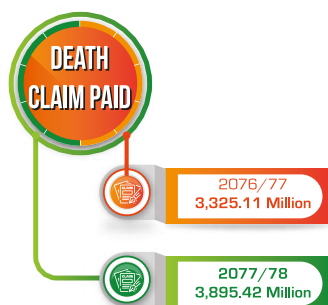 DEATH
CLAIM PAID
2076/77
3,325.11 Million
2077/78
3,895.42 Million